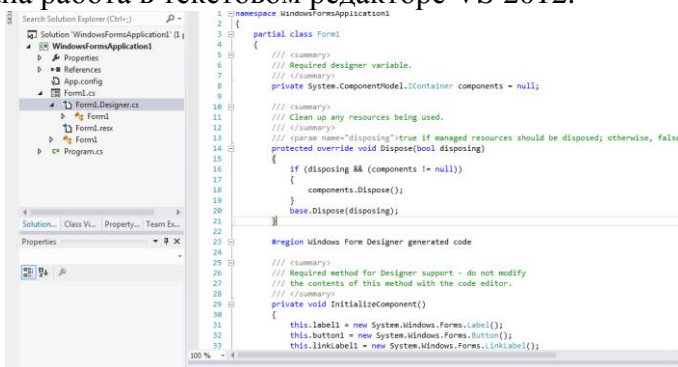 на работа в текстовом редакторе VS 2012.
Search Solution Explorer (Ctrl+;)
Solution 'WindowsFormsApplication1' (1 p
WindowsFormsApplication1
Properties
References
App.config
Form1.cs
Form1.Designer.cs
Form1
Form1.resx
Form1
Program.cs
Solution... Class Vi... Property... Team Ex...
Properties
1 namespace WindowsFormsApplication1
2 {
3 partial class Form1
4 {
5 /// <summary>
6 /// Required designer variable.
7 /// </summary>
8 private System.ComponentModel.IContainer components = null;
9
10 /// <summary>
11 /// Clean up any resources being used.
12 /// </summary>
13 /// <param name="disposing">true if managed resources should be disposed; otherwise, false
14 protected override void Dispose(bool disposing)
15 {
16 if (disposing && (components != null))
17 {
18 components.Dispose();
19 }
20 base.Dispose(disposing);
21 }
22
23 #region Windows Form Designer generated code
24
25 /// <summary>
26 /// Required method for Designer support - do not modify
27 /// the contents of this method with the code editor.
28 /// </summary>
29 private void InitializeComponent()
30 {
31 this.label1 = new System.Windows.Forms.Label();
32 this.button1 = new System.Windows.Forms.Button();
33 this.linkLabel1 = new System.Windows.Forms.LinkLabel();
100 %